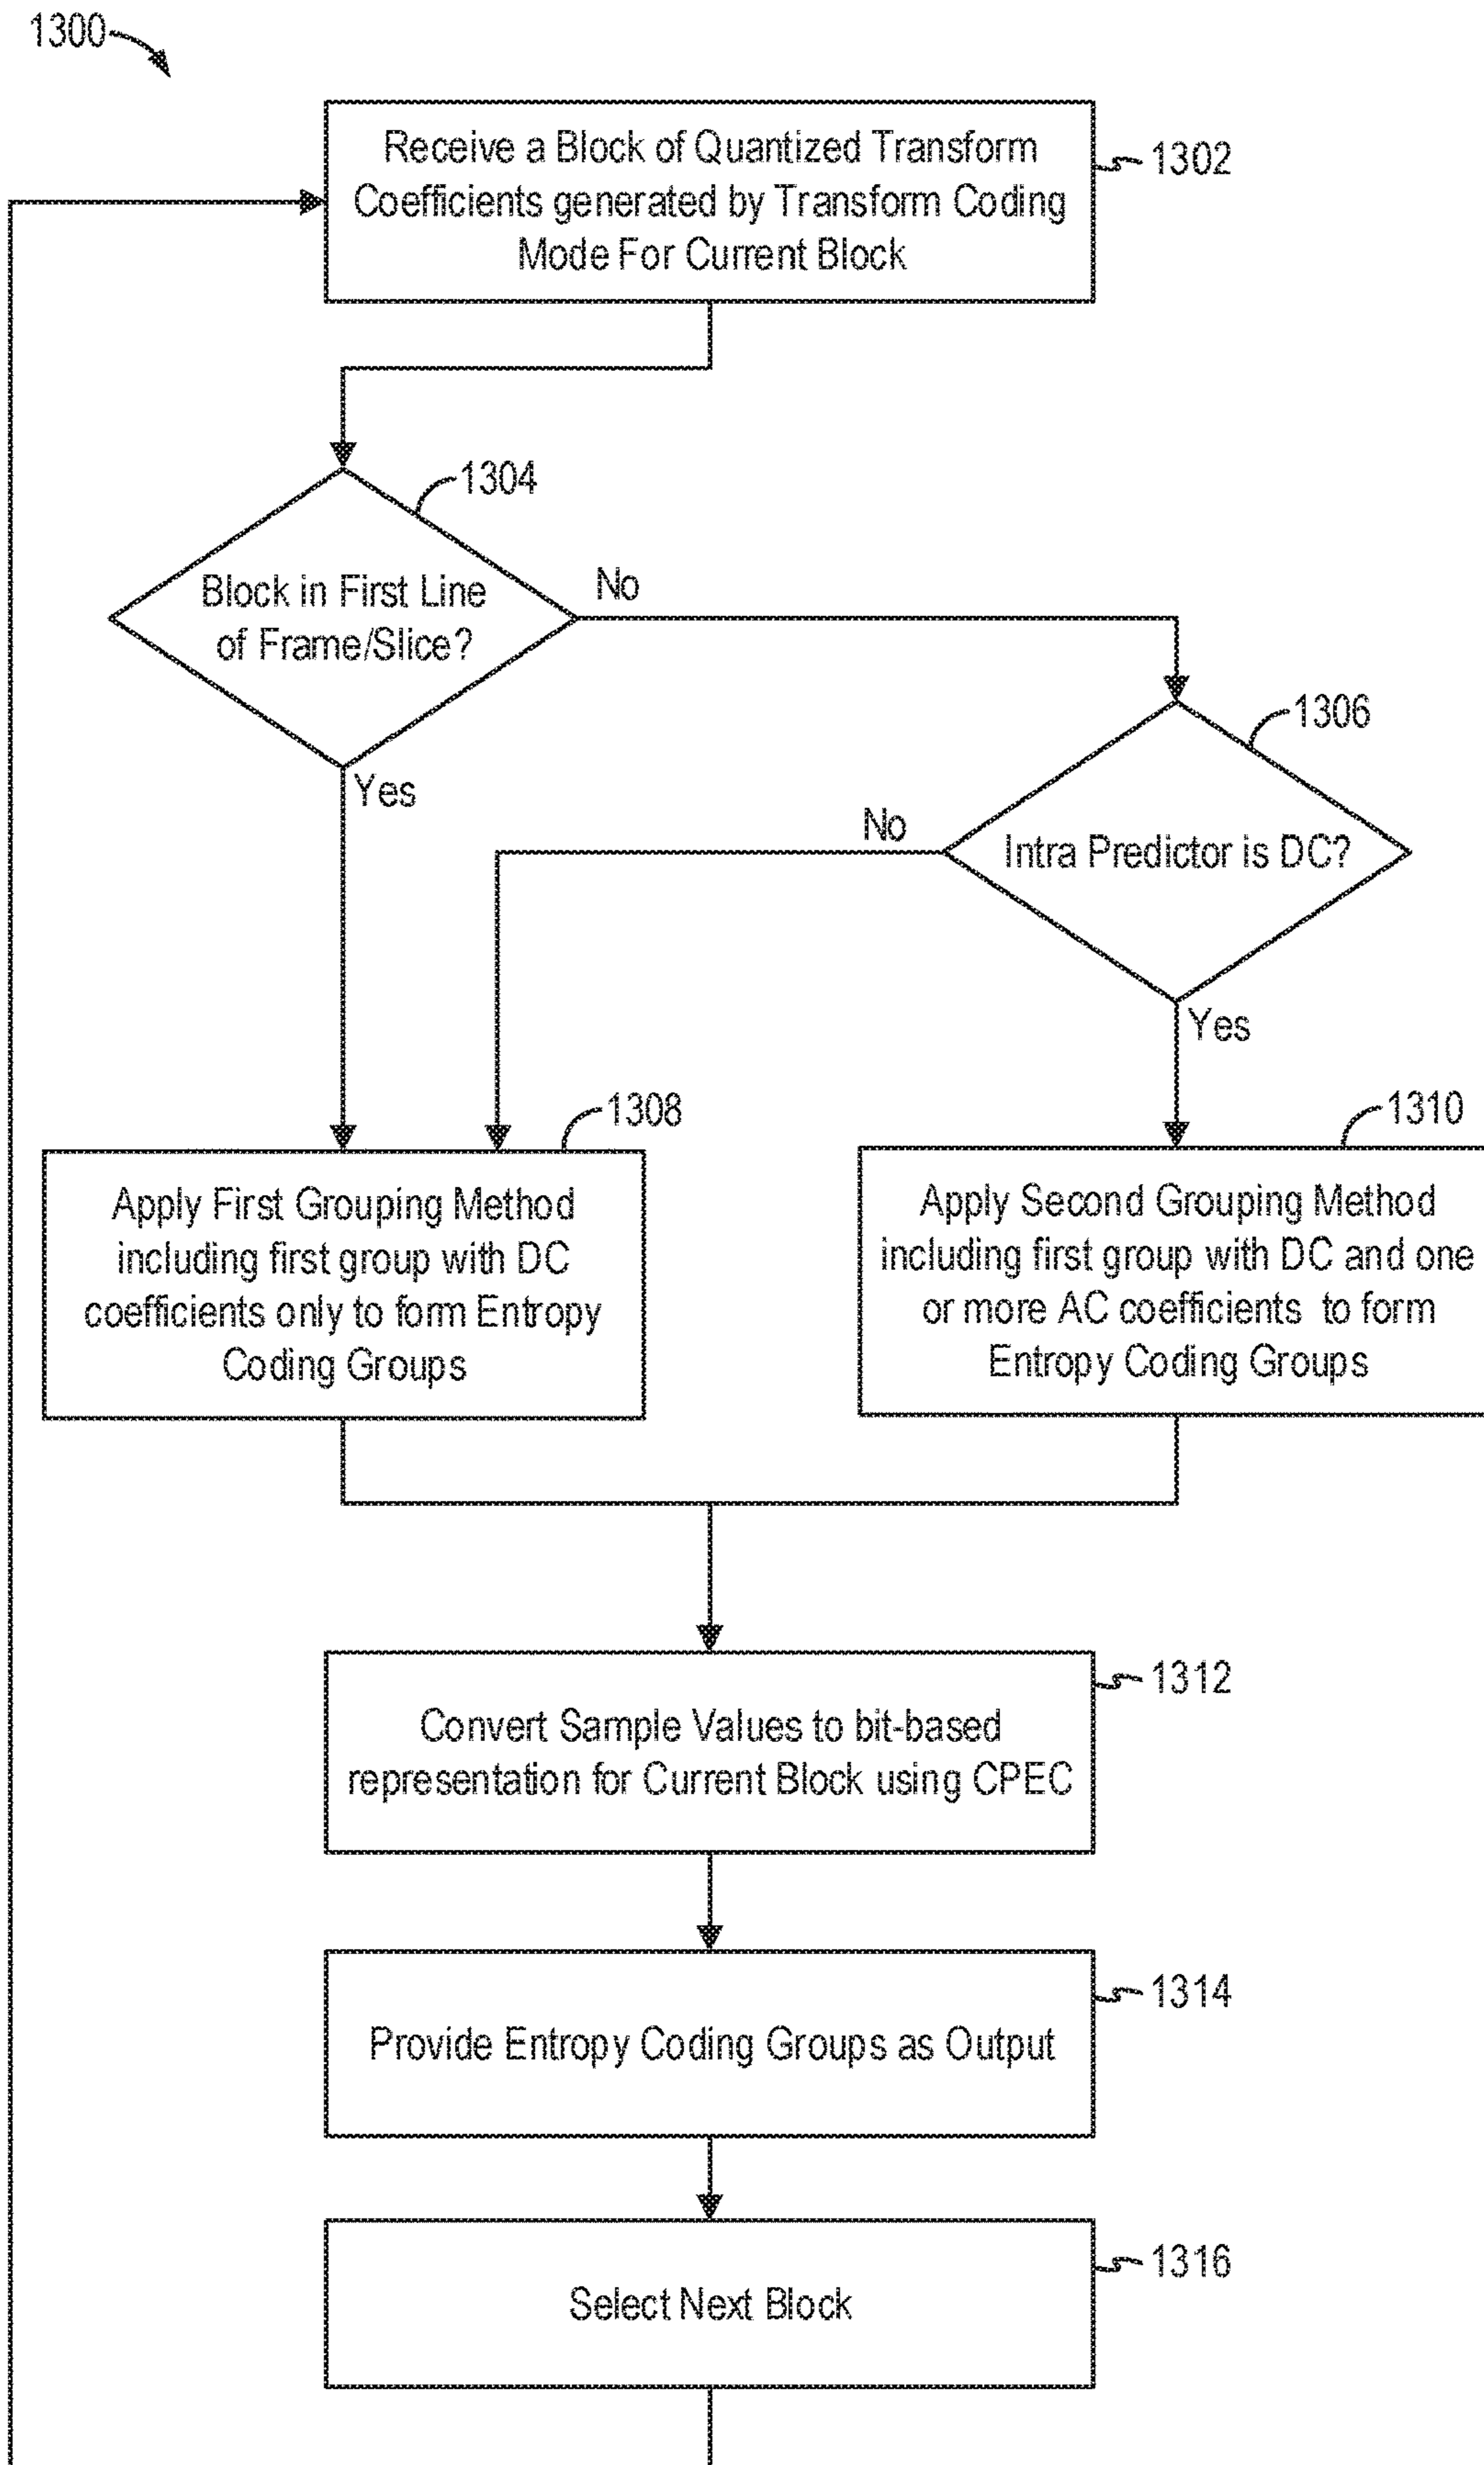 1300
Receive a Block of Quantized Transform
Coefficients generated by Transform Coding
Mode For Current Block
1302
1304
Block in First Line
of Frame/Slice?
No
Yes
1306
Intra Predictor is DC?
No
Yes
1308
Apply First Grouping Method
including first group with DC
coefficients only to form Entropy
Coding Groups
1310
Apply Second Grouping Method
including first group with DC and one
or more AC coefficients to form
Entropy Coding Groups
1312
Convert Sample Values to bit-based
representation for Current Block using CPEC
1314
Provide Entropy Coding Groups as Output
1316
Select Next Block